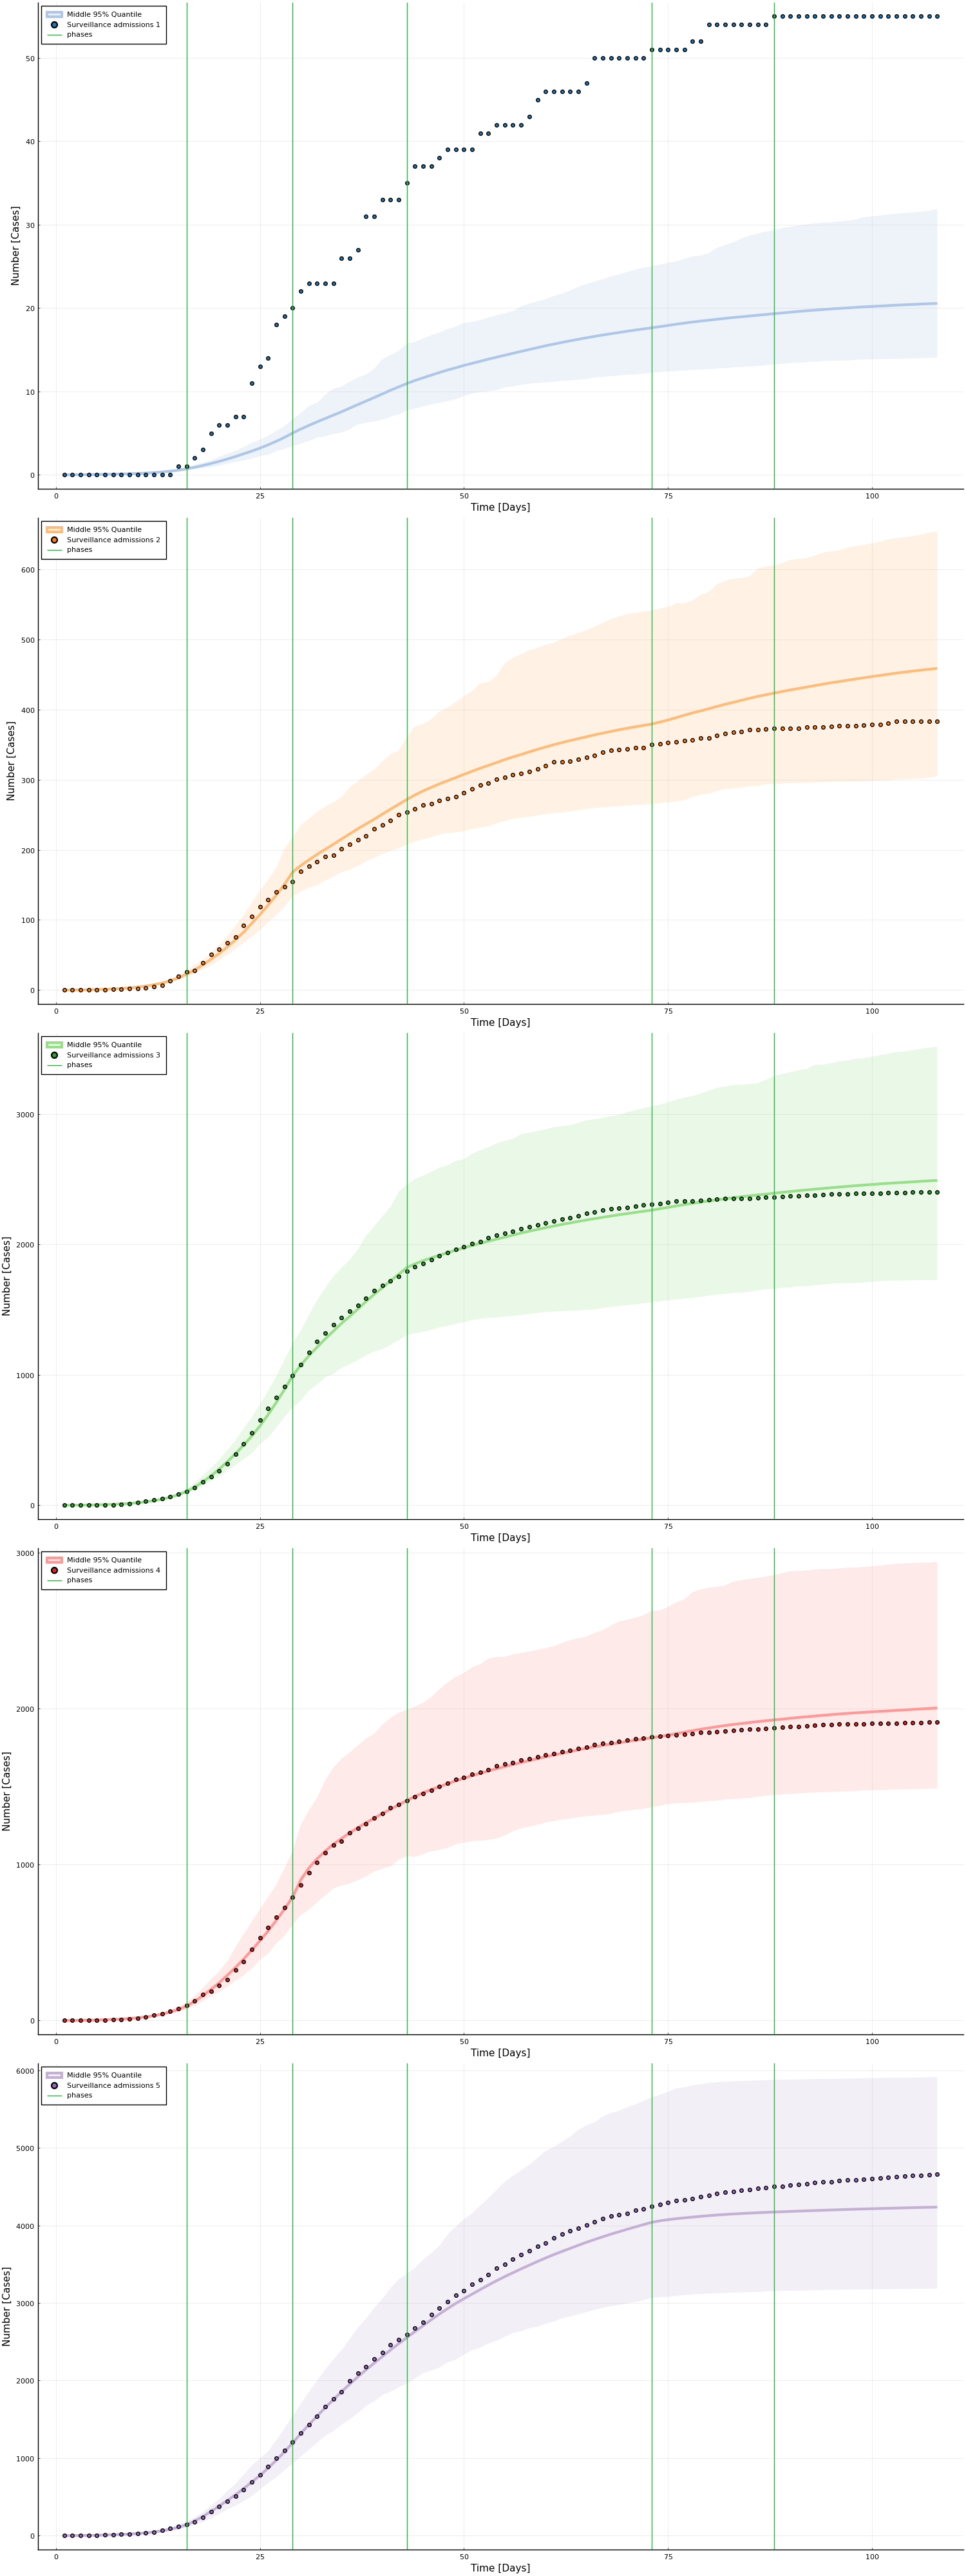 Middle 95% Quantile
Surveillance admissions 1
phases
50
40
30
20
10
0
Number [Cases]
0 25 50 75 100
Time [Days]
Middle 95% Quantile
Surveillance admissions 2
phases
600
500
400
300
200
100
0
Number [Cases]
0 25 50 75 100
Time [Days]
Middle 95% Quantile
Surveillance admissions 3
phases
3000
2000
1000
0
Number [Cases]
0 25 50 75 100
Time [Days]
3000
Middle 95% Quantile
Surveillance admissions 4
phases
2000
1000
0
Number [Cases]
0 25 50 75 100
Time [Days]
6000
Middle 95% Quantile
Surveillance admissions 5
phases
5000
4000
3000
2000
1000
0
Number [Cases]
0 25 50 75 100
Time [Days]